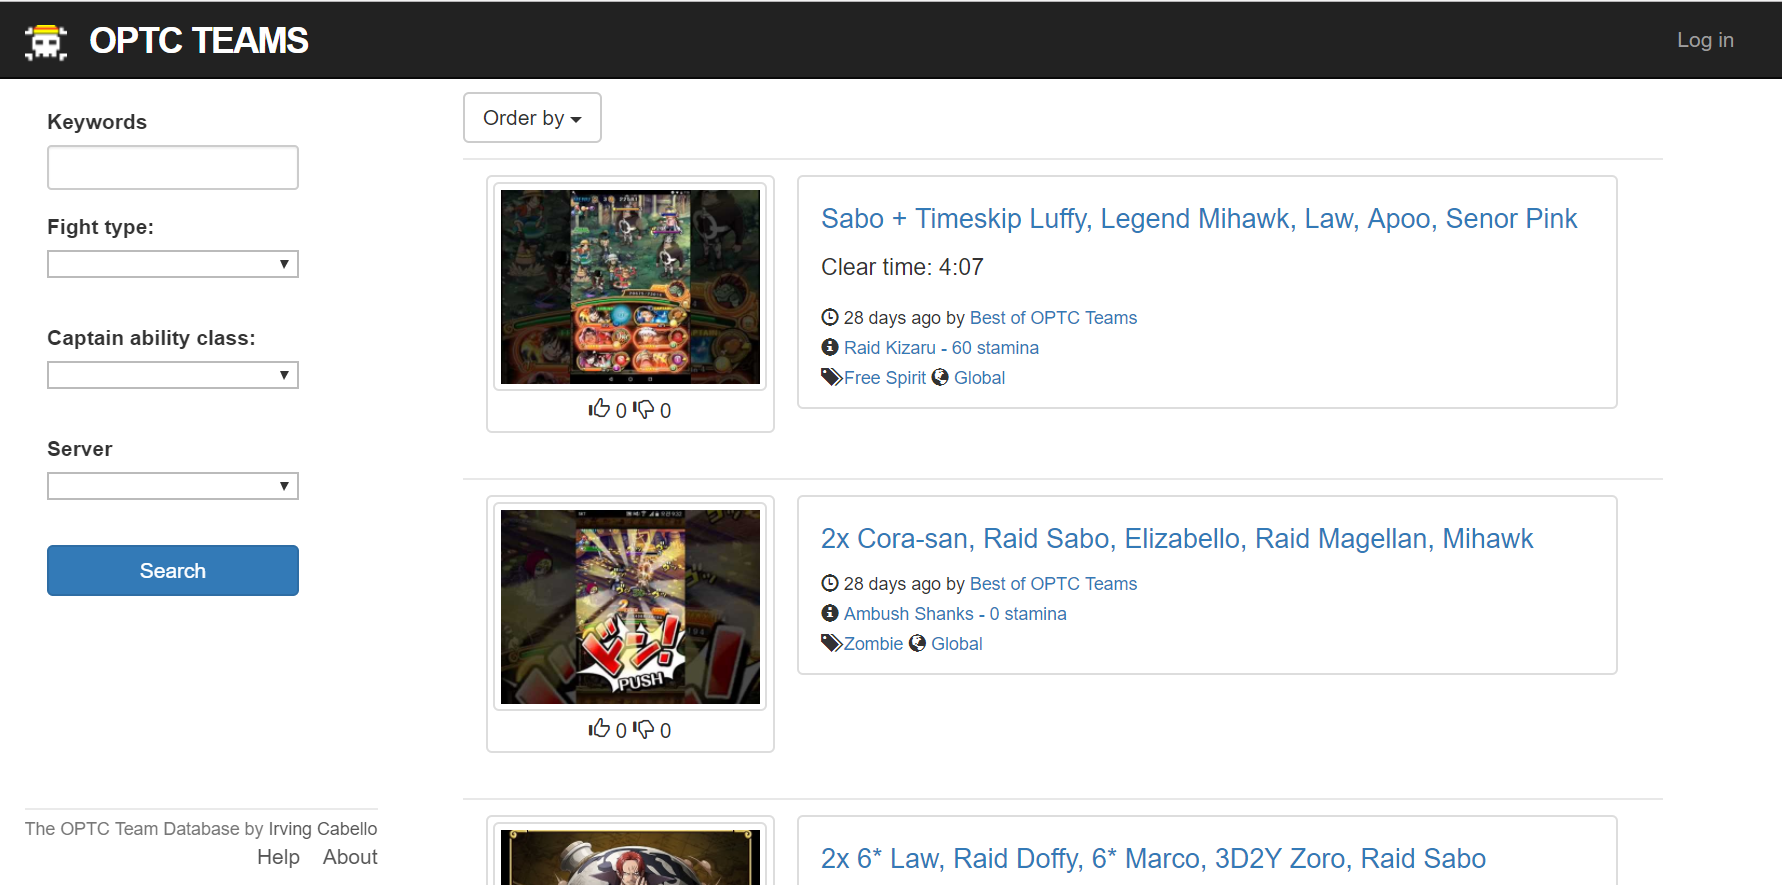 OPTC TEAMS
Log in
Keywords
Fight type:
Captain ability class:
Server
Search
The OPTC Team Database by Irving Cabello
Help About
Order by
Sabo + Timeskip Luffy, Legend Mihawk, Law, Apoo, Senor Pink
Clear time: 4:07
28 days ago by Best of OPTC Teams
Raid Kizaru - 60 stamina
Free Spirit Global
0 0
2x Cora-san, Raid Sabo, Elizabello, Raid Magellan, Mihawk
28 days ago by Best of OPTC Teams
Ambush Shanks - 0 stamina
Zombie Global
ドン!
PUSH
0 0
2x 6* Law, Raid Doffy, 6* Marco, 3D2Y Zoro, Raid Sabo